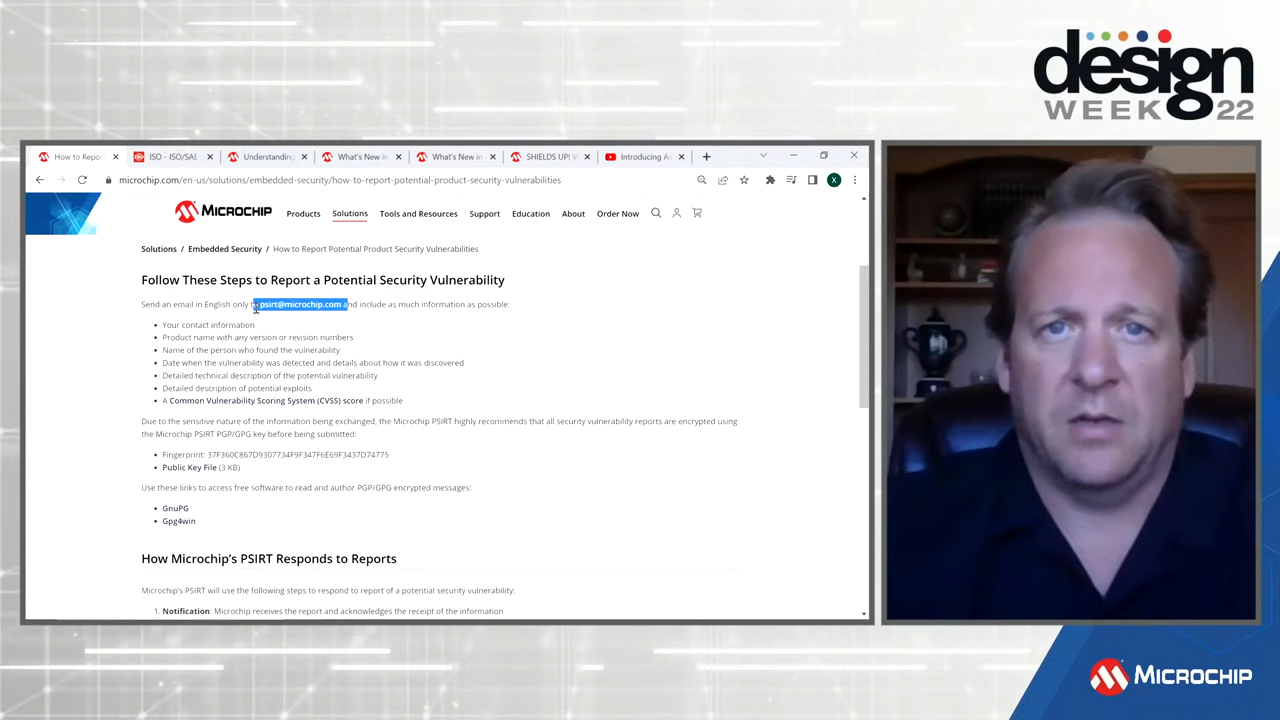 design
WEEK 22
How to Repor
ISO - ISO/SAE
Understanding
What's New in
What's New in
SHIELDS UP! V
Introducing A
microchip.com/en-us/solutions/embedded-security/how-to-report-potential-product-security-vulnerabilities
X
MICROCHIP
Products
Solutions
Tools and Resources
Support
Education
About
Order Now
Solutions / Embedded Security / How to Report Potential Product Security Vulnerabilities
Follow These Steps to Report a Potential Security Vulnerability
Send an email in English only to psirt@microchip.com and include as much information as possible:
• Your contact information
• Product name with any version or revision numbers
• Name of the person who found the vulnerability
• Date when the vulnerability was detected and details about how it was discovered
• Detailed technical description of the potential vulnerability
• Detailed description of potential exploits
• A Common Vulnerability Scoring System (CVSS) score if possible
Due to the sensitive nature of the information being exchanged, the Microchip PSIRT highly recommends that all security vulnerability reports are encrypted using
the Microchip PSIRT PGP/GPG key before being submitted:
• Fingerprint: 37F360C867D9307734F9F347F6E69F3437D74775
• Public Key File (3 KB)
Use these links to access free software to read and author PGP/GPG encrypted messages:
• GnuPG
• Gpg4win
How Microchip's PSIRT Responds to Reports
Microchip's PSIRT will use the following steps to respond to report of a potential security vulnerability:
1. Notification: Microchip receives the report and acknowledges the receipt of the information
MICROCHIP